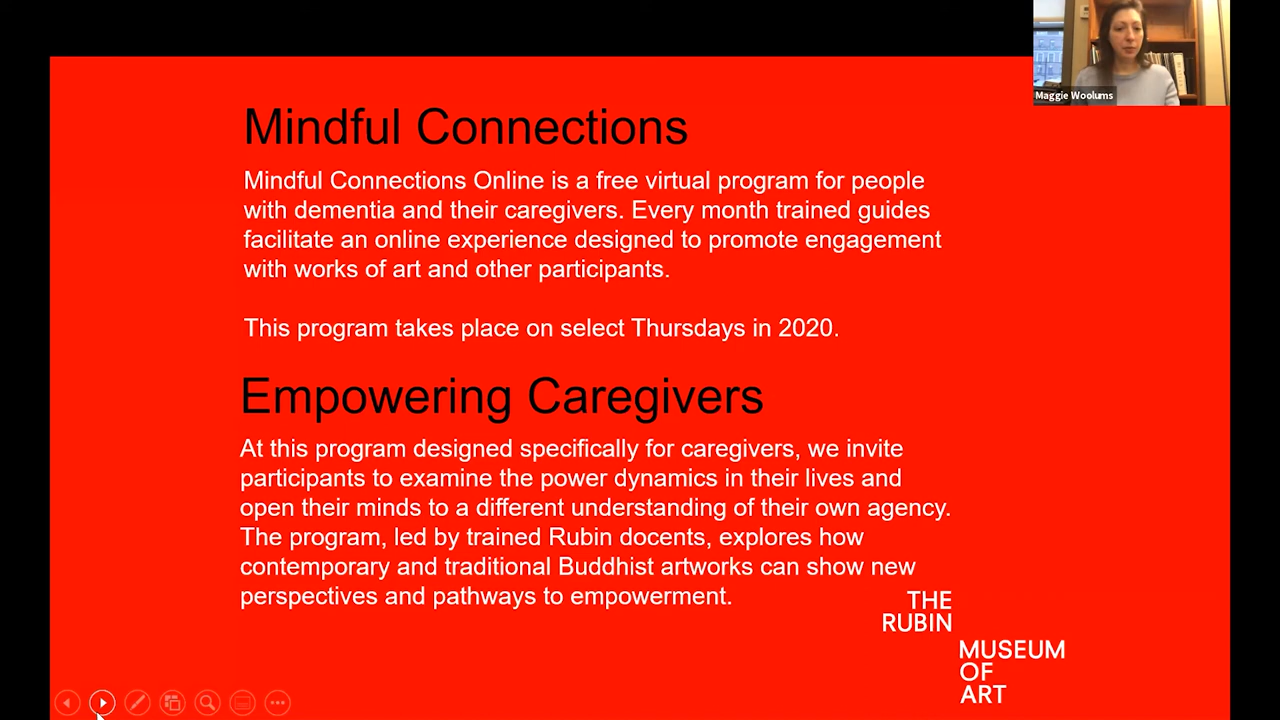 Maggie Woolums
Mindful Connections
Mindful Connections Online is a free virtual program for people
with dementia and their caregivers. Every month trained guides
facilitate an online experience designed to promote engagement
with works of art and other participants.
This program takes place on select Thursdays in 2020.
Empowering Caregivers
At this program designed specifically for caregivers, we invite
participants to examine the power dynamics in their lives and
open their minds to a different understanding of their own agency.
The program, led by trained Rubin docents, explores how
contemporary and traditional Buddhist artworks can show new
perspectives and pathways to empowerment.
THE
RUBIN
MUSEUM
OF
ART